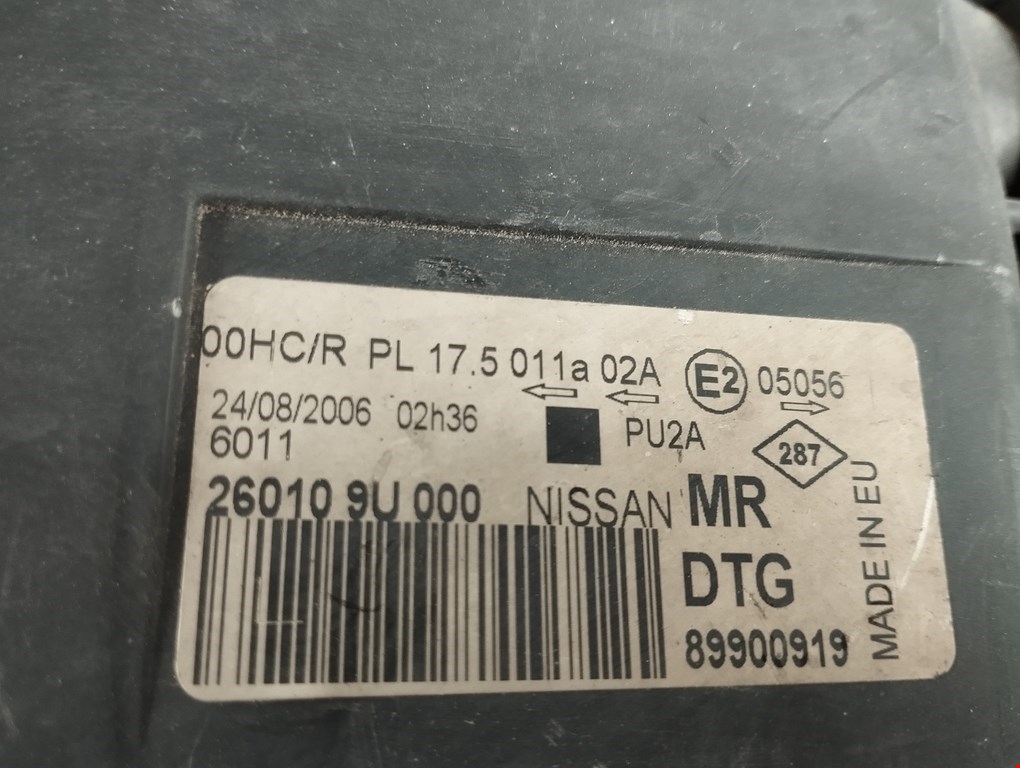 00HC/R PL 17.5 011a 02A E2 05056
24/08/2006 02h36
PU2A
287
6011
26010 9U 000 NISSAN MR
DTG
89900919
MADE IN EU